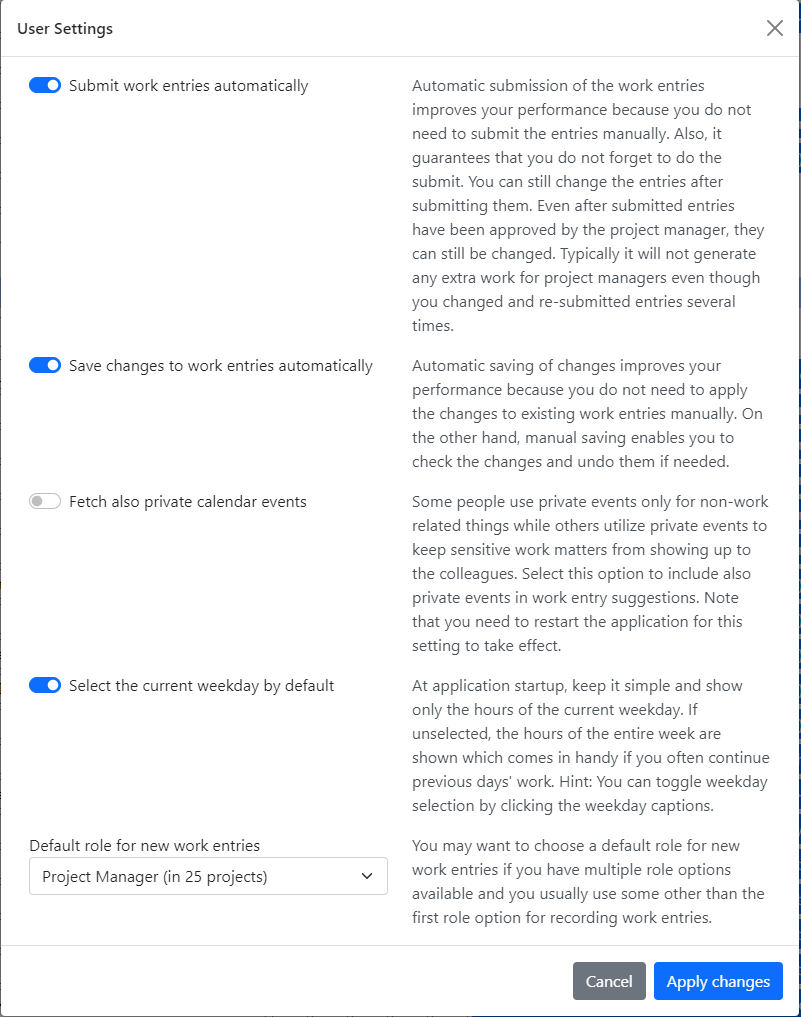 User Settings
Submit work entries automatically
Automatic submission of the work entries
improves your performance because you do not
need to submit the entries manually. Also, it
guarantees that you do not forget to do the
submit. You can still change the entries after
submitting them. Even after submitted entries
have been approved by the project manager, they
can still be changed. Typically it will not generate
any extra work for project managers even though
you changed and re-submitted entries several
times.
Save changes to work entries automatically
Automatic saving of changes improves your
performance because you do not need to apply
the changes to existing work entries manually. On
the other hand, manual saving enables you to
check the changes and undo them if needed.
Fetch also private calendar events
Some people use private events only for non-work
related things while others utilize private events to
keep sensitive work matters from showing up to
the colleagues. Select this option to include also
private events in work entry suggestions. Note
that you need to restart the application for this
setting to take effect.
Select the current weekday by default
At application startup, keep it simple and show
only the hours of the current weekday. If
unselected, the hours of the entire week are
shown which comes in handy if you often continue
previous days' work. Hint: You can toggle weekday
selection by clicking the weekday captions.
Default role for new work entries
Project Manager (in 25 projects)
You may want to choose a default role for new
work entries if you have multiple role options
available and you usually use some other than the
first role option for recording work entries.
Cancel
Apply changes